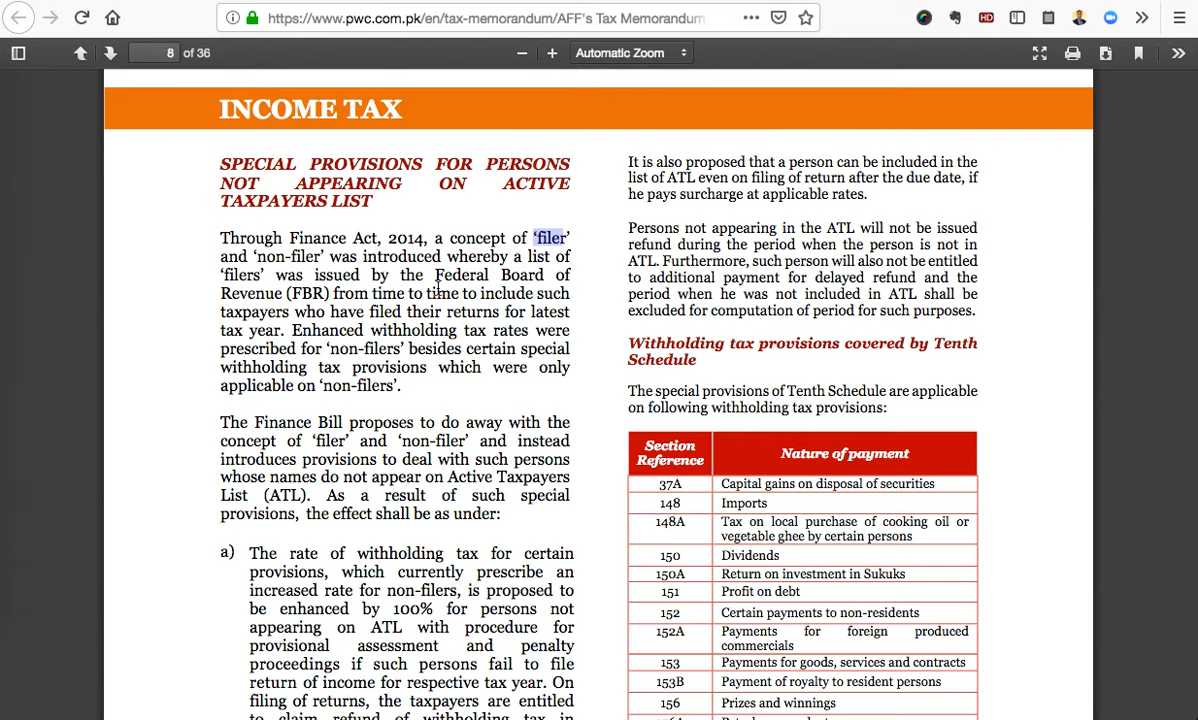 https://www.pwc.com.pk/en/tax-memorandum/AFF's Tax Memorandum
HD
8 of 36
Automatic Zoom
INCOME TAX
SPECIAL PROVISIONS FOR PERSONS
NOT APPEARING ON ACTIVE
TAXPAYERS LIST
Through Finance Act, 2014, a concept of 'filer'
and 'non-filer' was introduced whereby a list of
'filers' was issued by the Federal Board of
Revenue (FBR) from time to time to include such
taxpayers who have filed their returns for latest
tax year. Enhanced withholding tax rates were
prescribed for 'non-filers' besides certain special
withholding tax provisions which were only
applicable on 'non-filers'.
The Finance Bill proposes to do away with the
concept of 'filer' and 'non-filer' and instead
introduces provisions to deal with such persons
whose names do not appear on Active Taxpayers
List (ATL). As a result of such special
provisions, the effect shall be as under:
a) The rate of withholding tax for certain
provisions, which currently prescribe an
increased rate for non-filers, is proposed to
be enhanced by 100% for persons not
appearing on ATL with procedure for
provisional assessment and penalty
proceedings if such persons fail to file
return of income for respective tax year. On
filing of returns, the taxpayers are entitled
to claim refund of withholding tax in
It is also proposed that a person can be included in the
list of ATL even on filing of return after the due date, if
he pays surcharge at applicable rates.
Persons not appearing in the ATL will not be issued
refund during the period when the person is not in
ATL. Furthermore, such person will also not be entitled
to additional payment for delayed refund and the
period when he was not included in ATL shall be
excluded for computation of period for such purposes.
Withholding tax provisions covered by Tenth
Schedule
The special provisions of Tenth Schedule are applicable
on following withholding tax provisions:
Section Reference Nature of payment
37A Capital gains on disposal of securities
148 Imports
148A Tax on local purchase of cooking oil or
vegetable ghee by certain persons
150 Dividends
150A Return on investment in Sukuks
151 Profit on debt
152 Certain payments to non-residents
152A Payments for foreign produced
commercials
153 Payments for goods, services and contracts
153B Payment of royalty to resident persons
156 Prizes and winnings